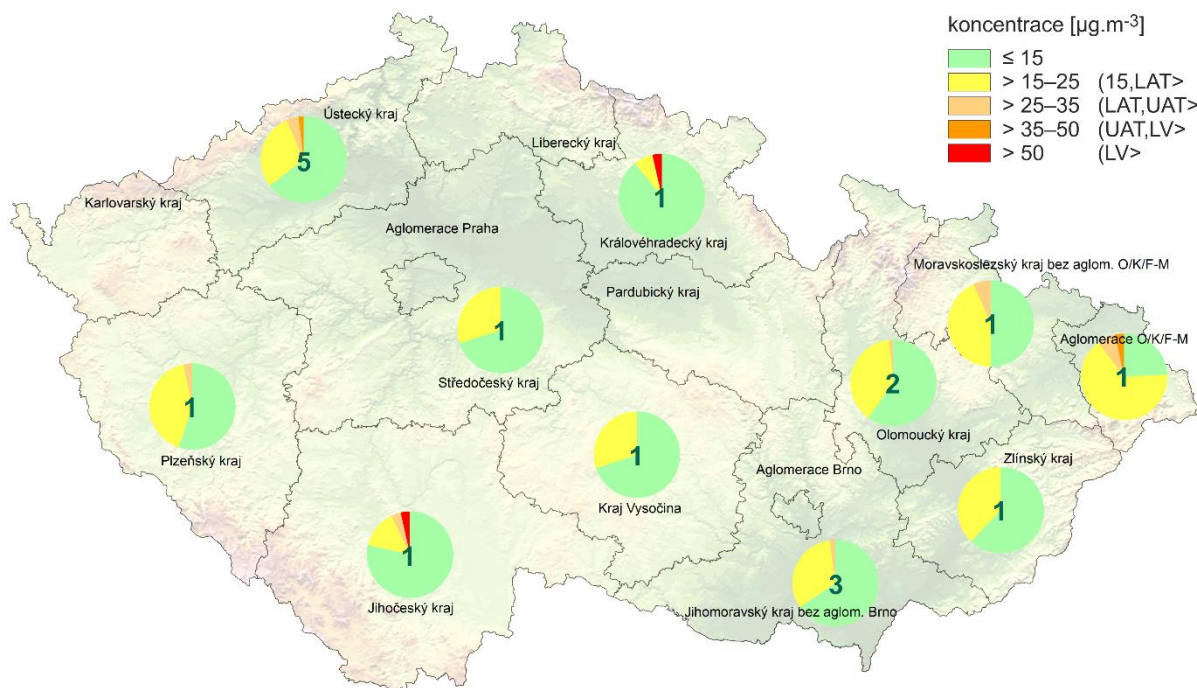 koncentrace [µg.m-3]
≤ 15
> 15–25 (15,LAT>
> 25–35 (LAT,UAT>
> 35–50 (UAT,LV>
> 50 (LV>
Ústecký kraj
5
Liberecký kraj
Karlovarský kraj
1
Aglomerace Praha
Královéhradecký kraj
Moravskoslezský kraj bez aglom. O/K/F-M
Pardubický kraj
1
1
Aglomerace O/K/F-M
1
Středočeský kraj
2
1
Olomoucký kraj
Plzeňský kraj
1
Zlínský kraj
Aglomerace Brno
Kraj Vysočina
1
1
3
Jihočeský kraj
Jihomoravský kraj bez aglom. Brno